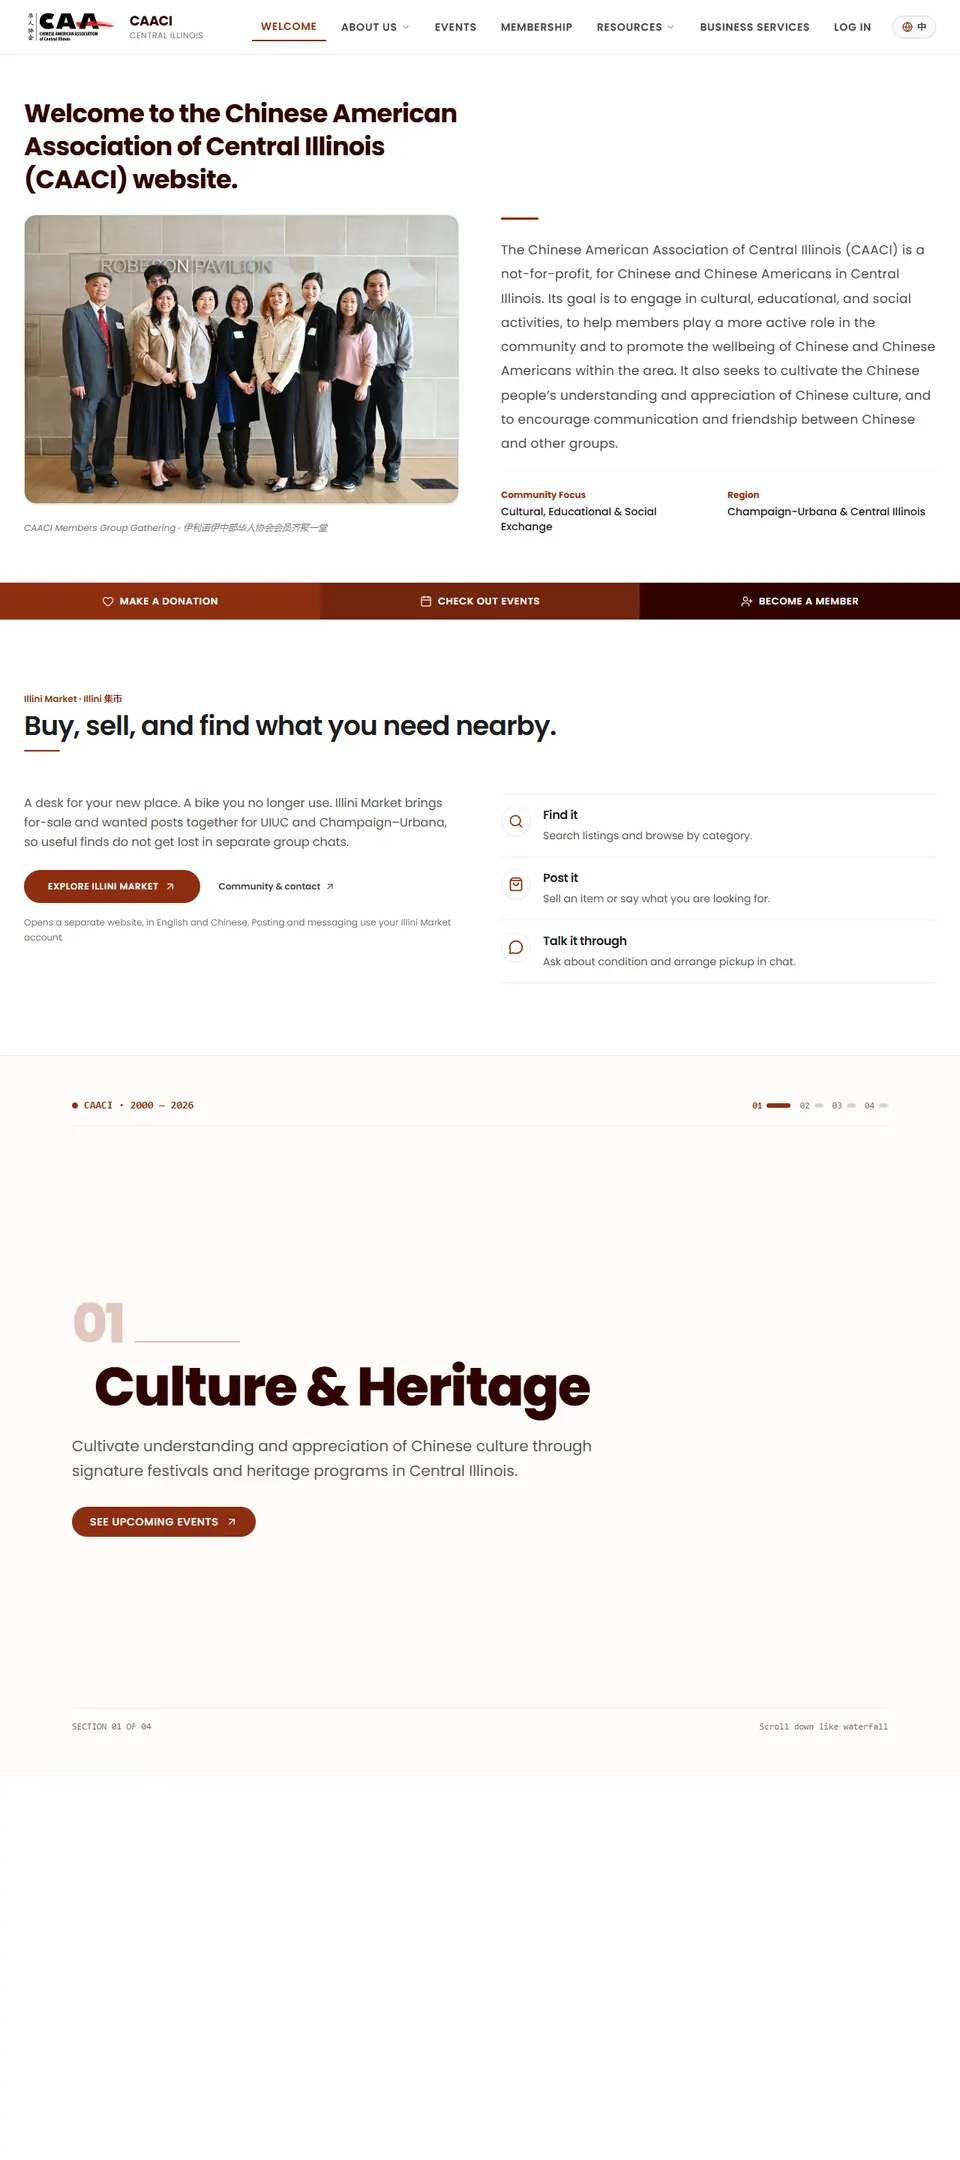 华人协会
CAA
CHINESE AMERICAN ASSOCIATION
of Central Illinois
CAACI
CENTRAL ILLINOIS
WELCOME
ABOUT US
EVENTS
MEMBERSHIP
RESOURCES
BUSINESS SERVICES
LOG IN
中
Welcome to the Chinese American
Association of Central Illinois
(CAACI) website.
PAVILION
The Chinese American Association of Central Illinois (CAACI) is a
not-for-profit, for Chinese and Chinese Americans in Central
Illinois. Its goal is to engage in cultural, educational, and social
activities, to help members play a more active role in the
community and to promote the wellbeing of Chinese and Chinese
Americans within the area. It also seeks to cultivate the Chinese
people's understanding and appreciation of Chinese culture, and
to encourage communication and friendship between Chinese
and other groups.
Community Focus
Cultural, Educational & Social
Exchange
Region
Champaign-Urbana & Central Illinois
CAACI Members Group Gathering · 伊利诺伊中部华人协会会员齐聚一堂
MAKE A DONATION
CHECK OUT EVENTS
BECOME A MEMBER
Illini Market · Illini 集市
Buy, sell, and find what you need nearby.
A desk for your new place. A bike you no longer use. Illini Market brings
for-sale and wanted posts together for UIUC and Champaign–Urbana,
so useful finds do not get lost in separate group chats.
EXPLORE ILLINI MARKET
Community & contact
Opens a separate website, in English and Chinese. Posting and messaging use your Illini Market
account.
Find it
Search listings and browse by category.
Post it
Sell an item or say what you are looking for.
Talk it through
Ask about condition and arrange pickup in chat.
CAACI · 2000 — 2026
01
02
03
04
01
Culture & Heritage
Cultivate understanding and appreciation of Chinese culture through
signature festivals and heritage programs in Central Illinois.
SEE UPCOMING EVENTS
SECTION 01 OF 04
Scroll down like waterfall